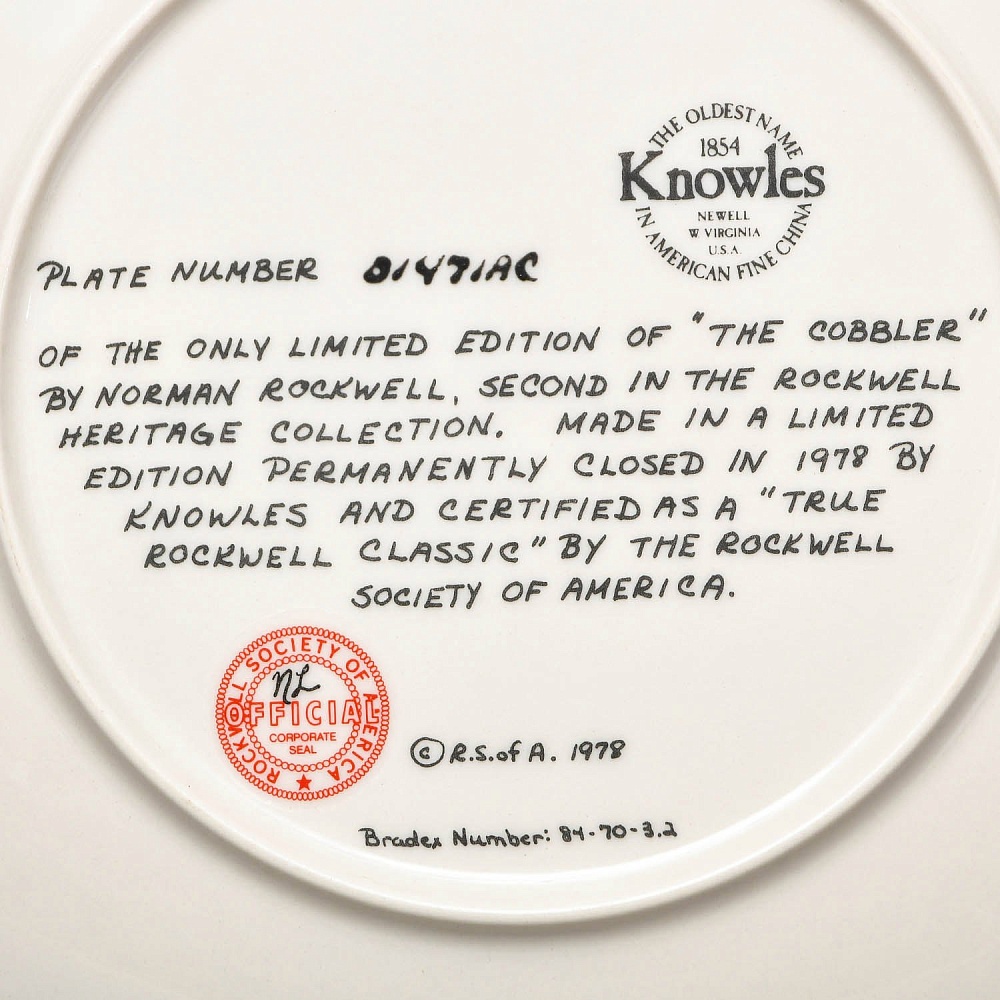 THE OLDEST NAME
1854
Knowles
NEWELL
W VIRGINIA
U.S.A.
IN AMERICAN FINE CHINA
PLATE NUMBER 01471AC
OF THE ONLY LIMITED EDITION OF "THE COBBLER"
BY NORMAN ROCKWELL, SECOND IN THE ROCKWELL
HERITAGE COLLECTION. MADE IN A LIMITED
EDITION PERMANENTLY CLOSED IN 1978 BY
KNOWLES AND CERTIFIED AS A "TRUE
ROCKWELL CLASSIC" BY THE ROCKWELL
SOCIETY OF AMERICA.
ROCKWELL SOCIETY OF AMERICA
NL
OFFICIAL
CORPORATE
SEAL
© R.S.of A. 1978
Bradex Number: 84-70-3.2